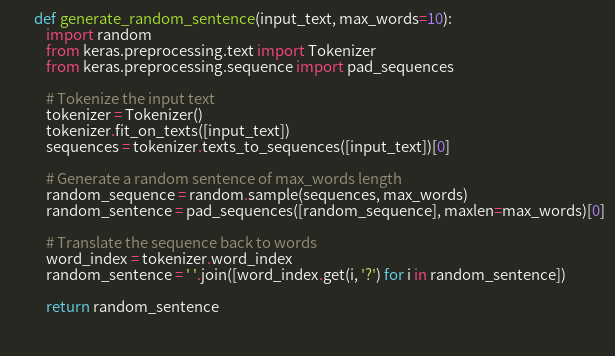 def generate_random_sentence(input_text, max_words=10):
import random
from keras.preprocessing.text import Tokenizer
from keras.preprocessing.sequence import pad_sequences
# Tokenize the input text
tokenizer = Tokenizer()
tokenizer.fit_on_texts([input_text])
sequences = tokenizer.texts_to_sequences([input_text])[0]
# Generate a random sentence of max_words length
random_sequence = random.sample(sequences, max_words)
random_sentence = pad_sequences([random_sequence], maxlen=max_words)[0]
# Translate the sequence back to words
word_index = tokenizer.word_index
random_sentence = ' '.join([word_index.get(i, '?') for i in random_sentence])
return random_sentence